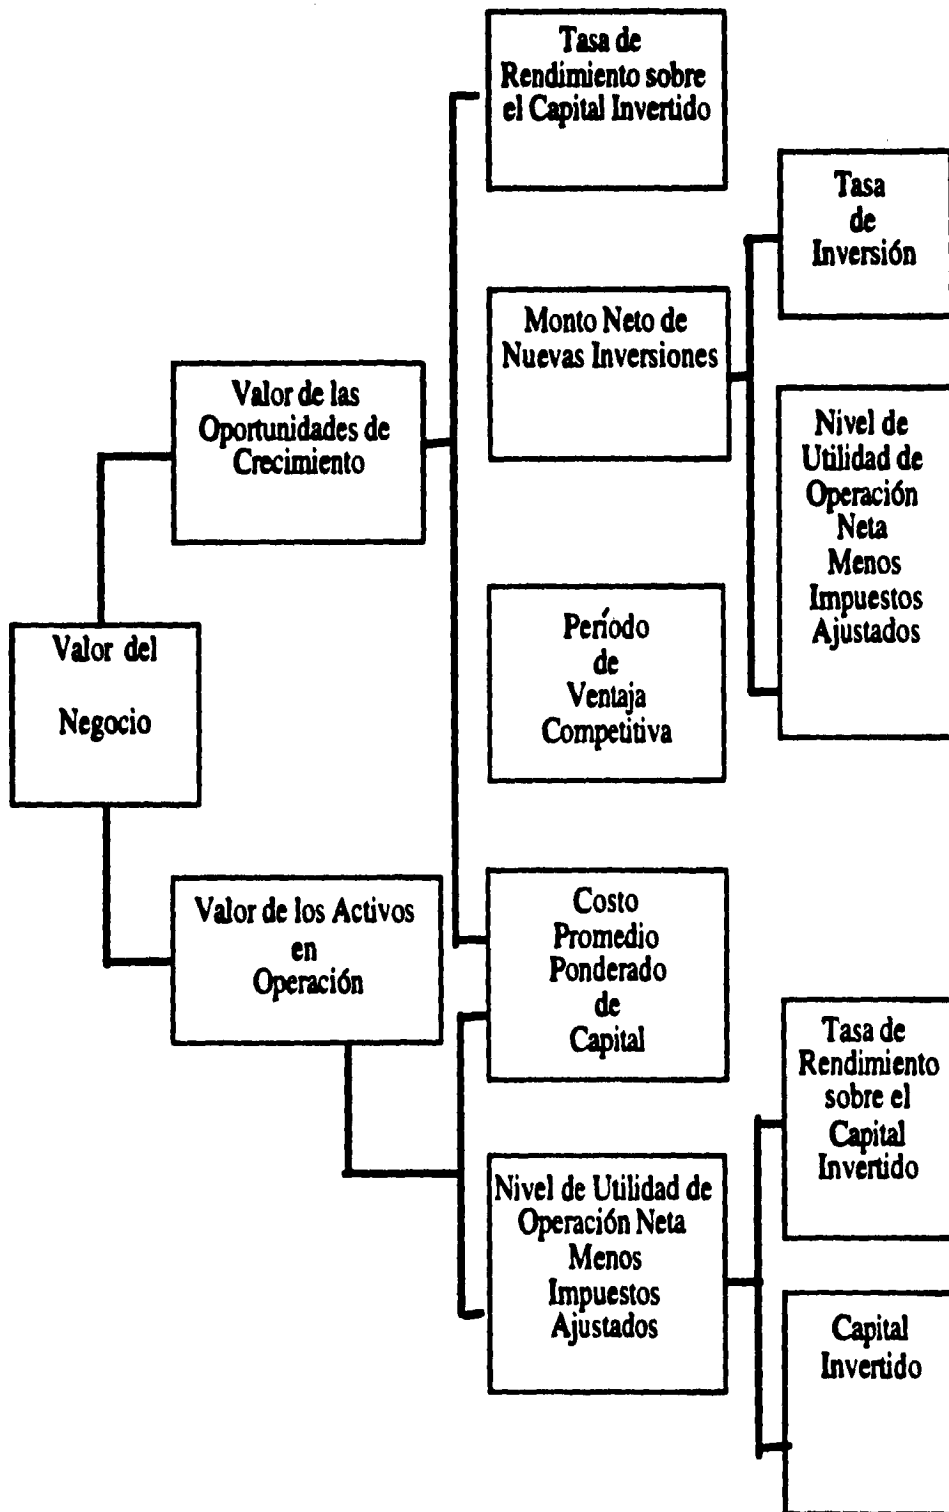 Tasa de
Rendimiento sobre
el Capital Invertido
Tasa
de
Inversión
Monto Neto de
Nuevas Inversiones
Valor de las
Oportunidades de
Crecimiento
Nivel de
Utilidad de
Operación
Neta
Menos
Impuestos
Ajustados
Período
de
Ventaja
Competitiva
Valor del
Negocio
Valor de los Activos
en
Operación
Costo
Promedio
Ponderado
de
Capital
Tasa de
Rendimiento
sobre el
Capital
Invertido
Nivel de Utilidad de
Operación Neta
Menos
Impuestos
Ajustados
Capital
Invertido